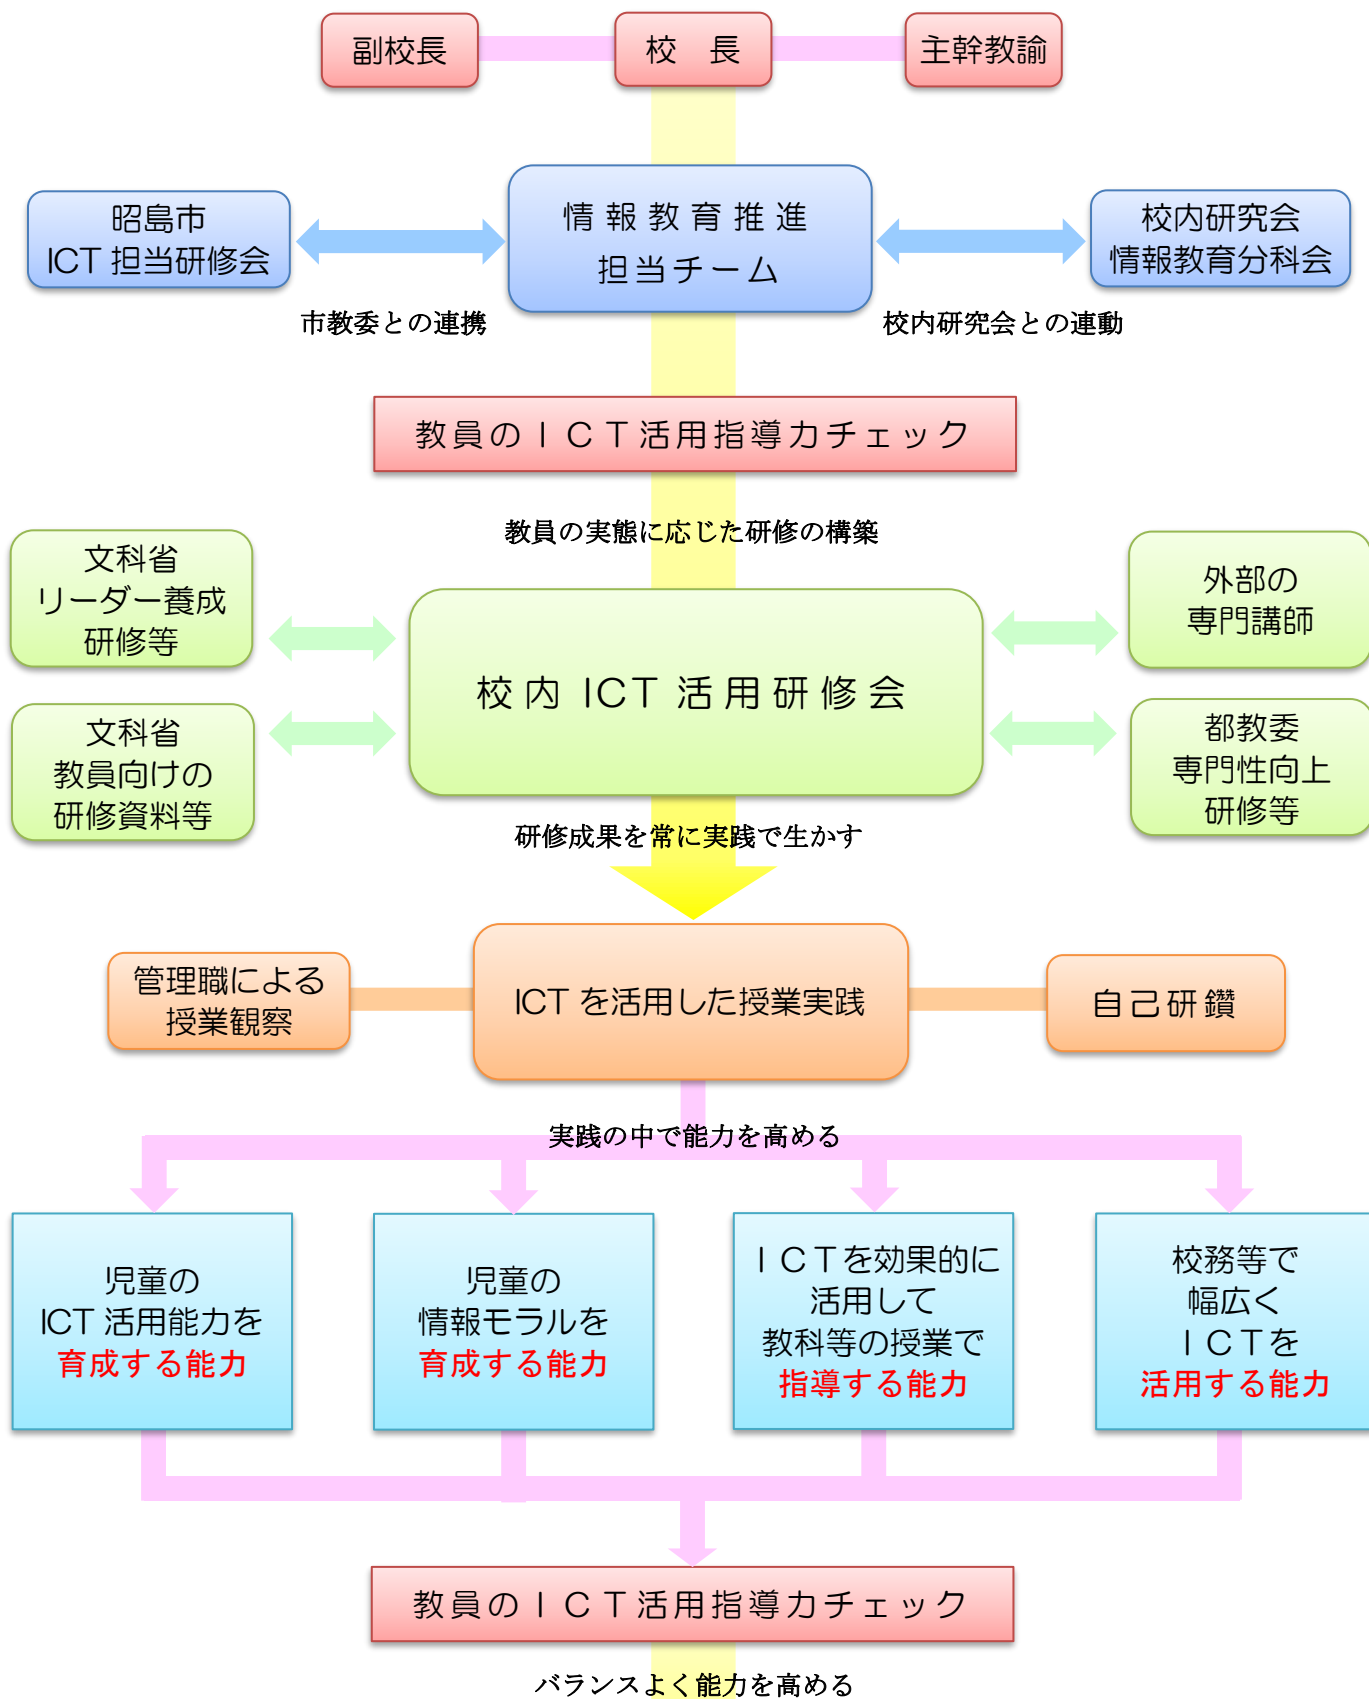 副校長
校　長
主幹教諭
昭島市
ICT 担当研修会
情報教育推進
担当チーム
校内研究会
情報教育分科会
市教委との連携
校内研究会との連動
教員のＩＣＴ活用指導力チェック
教員の実態に応じた研修の構築
文科省
リーダー養成
研修等
外部の
専門講師
校内 ICT 活用研修会
文科省
教員向けの
研修資料等
都教委
専門性向上
研修等
研修成果を常に実践で生かす
管理職による
授業観察
ICT を活用した授業実践
自己研鑽
実践の中で能力を高める
児童の
ICT 活用能力を
育成する能力
児童の
情報モラルを
育成する能力
ＩＣＴを効果的に
活用して
教科等の授業で
指導する能力
校務等で
幅広く
ＩＣＴを
活用する能力
教員のＩＣＴ活用指導力チェック
バランスよく能力を高める